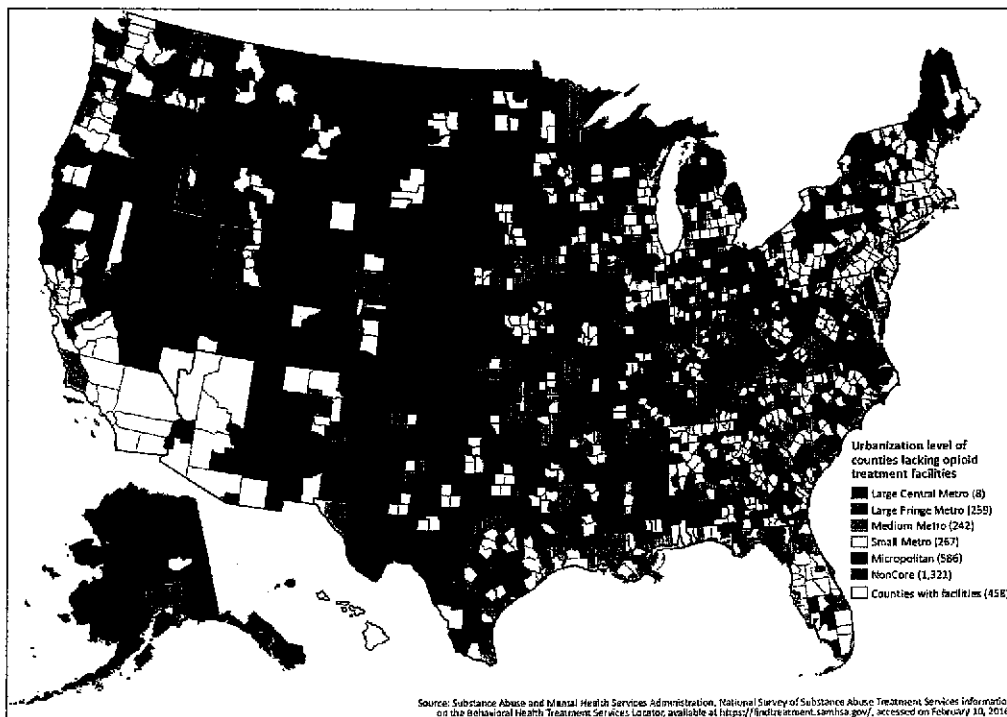 Urbanization level of
counties lacking opioid
treatment facilities
Large Central Metro (8)
Large Fringe Metro (259)
Medium Metro (242)
Small Metro (267)
Micropolitan (586)
NonCore (1,321)
Counties with facilities (458)
Source: Substance Abuse and Mental Health Services Administration, National Survey of Substance Abuse Treatment Services informatio
on the Behavioral Health Treatment Services Locator, available at https://findtreatment.samhsa.gov/, accessed on February 10, 2016